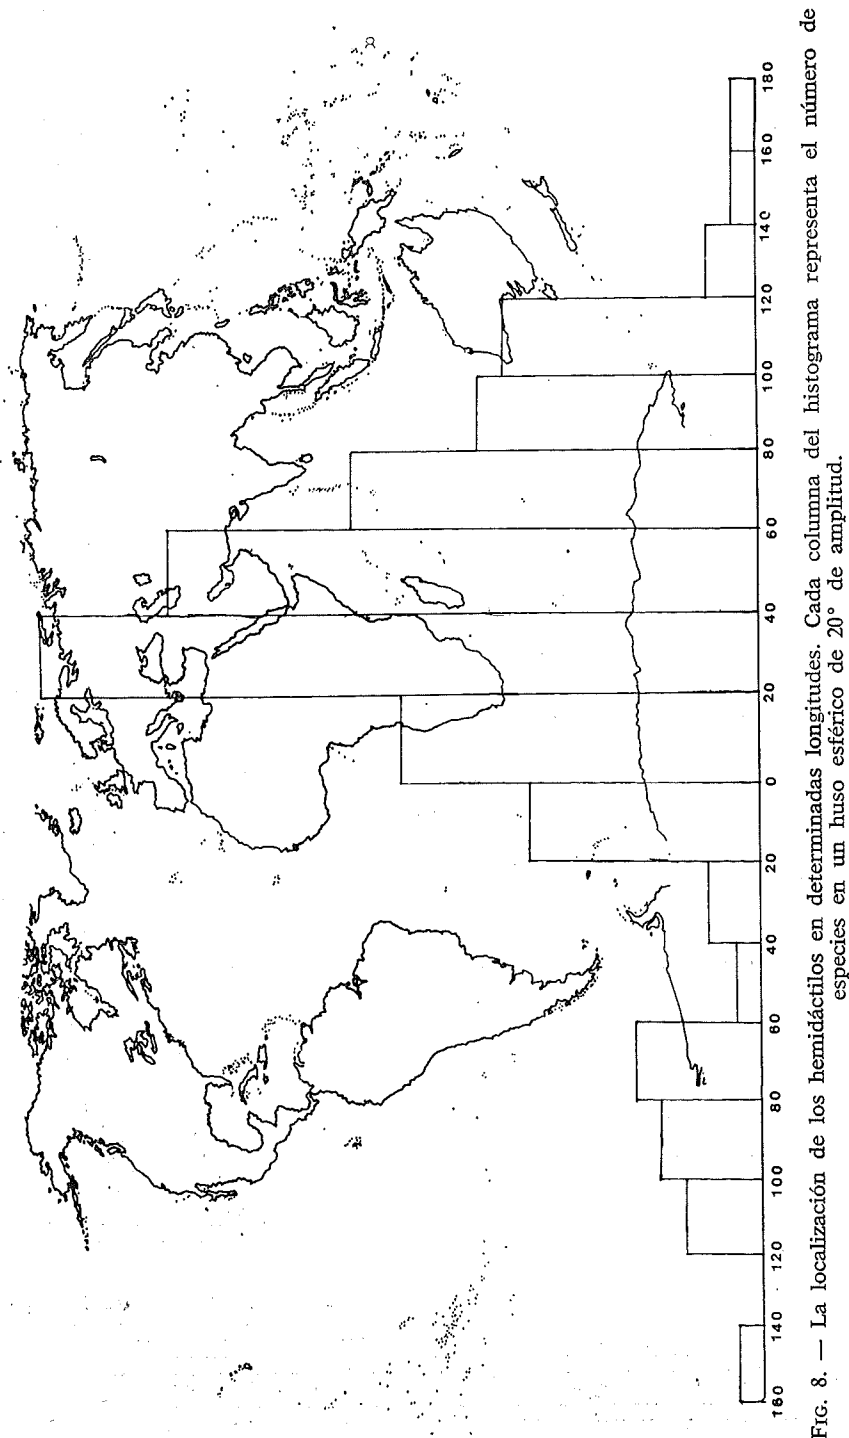 160 140 120 100 80 60 40 20 0 20 40 60 80 100 120 140 160 180
FIG. 8. — La localización de los hemidáctilos en determinadas longitudes. Cada columna del histograma representa el número de
especies en un huso esférico de 20° de amplitud.